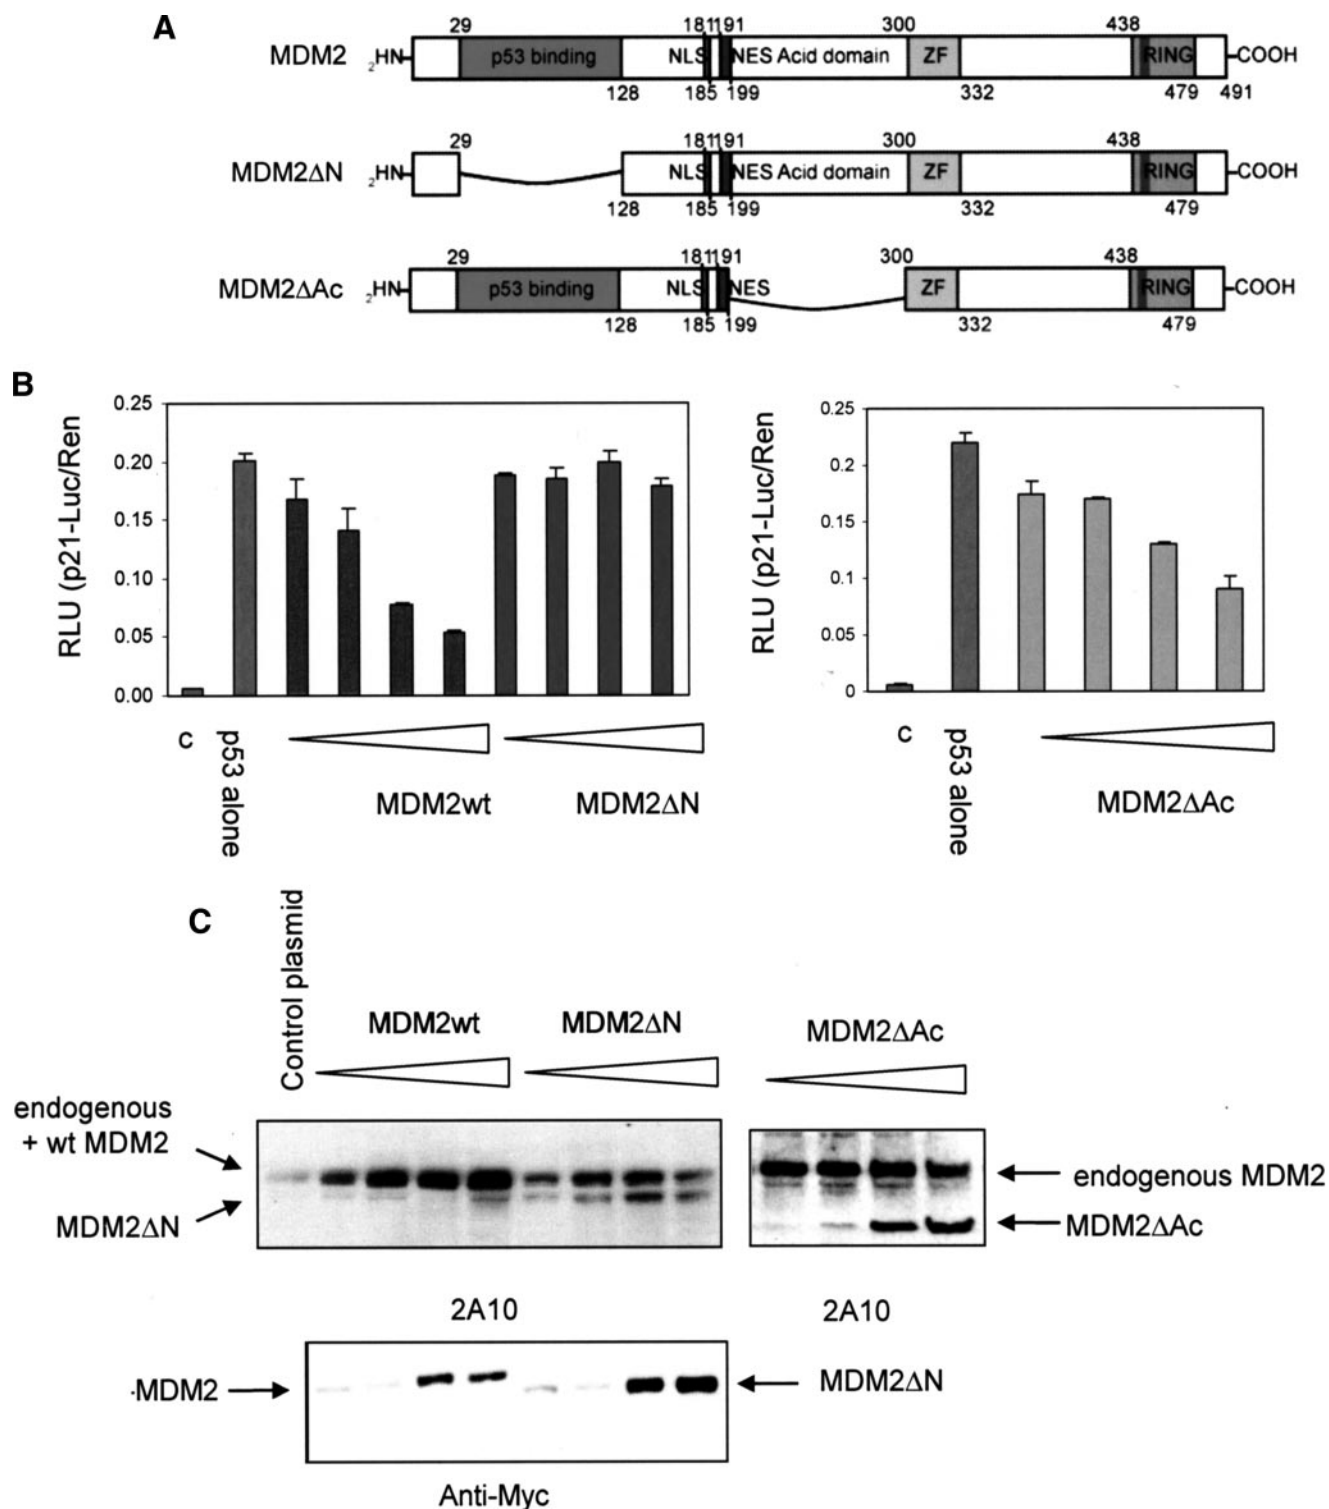 A
29 181 191 300 438
MDM2 2HN p53 binding NLS NES Acid domain ZF RING COOH
128 185 199 332 479 491
29 181 191 300 438
MDM2ΔN 2HN NLS NES Acid domain ZF RING COOH
128 185 199 332 479
29 181 191 300 438
MDM2ΔAc 2HN p53 binding NLS NES ZF RING COOH
128 185 199 332 479
B
RLU (p21-Luc/Ren
0.25
0.20
0.15
0.10
0.05
0.00
c
p53 alone
MDM2wt
MDM2ΔN
RLU (p21-Luc/Ren
0.25
0.2
0.15
0.1
0.05
0
c
p53 alone
MDM2ΔAc
C
Control plasmid
MDM2wt
MDM2ΔN
MDM2ΔAc
endogenous
+ wt MDM2
MDM2ΔN
endogenous MDM2
MDM2ΔAc
2A10
2A10
MDM2
MDM2ΔN
Anti-Myc